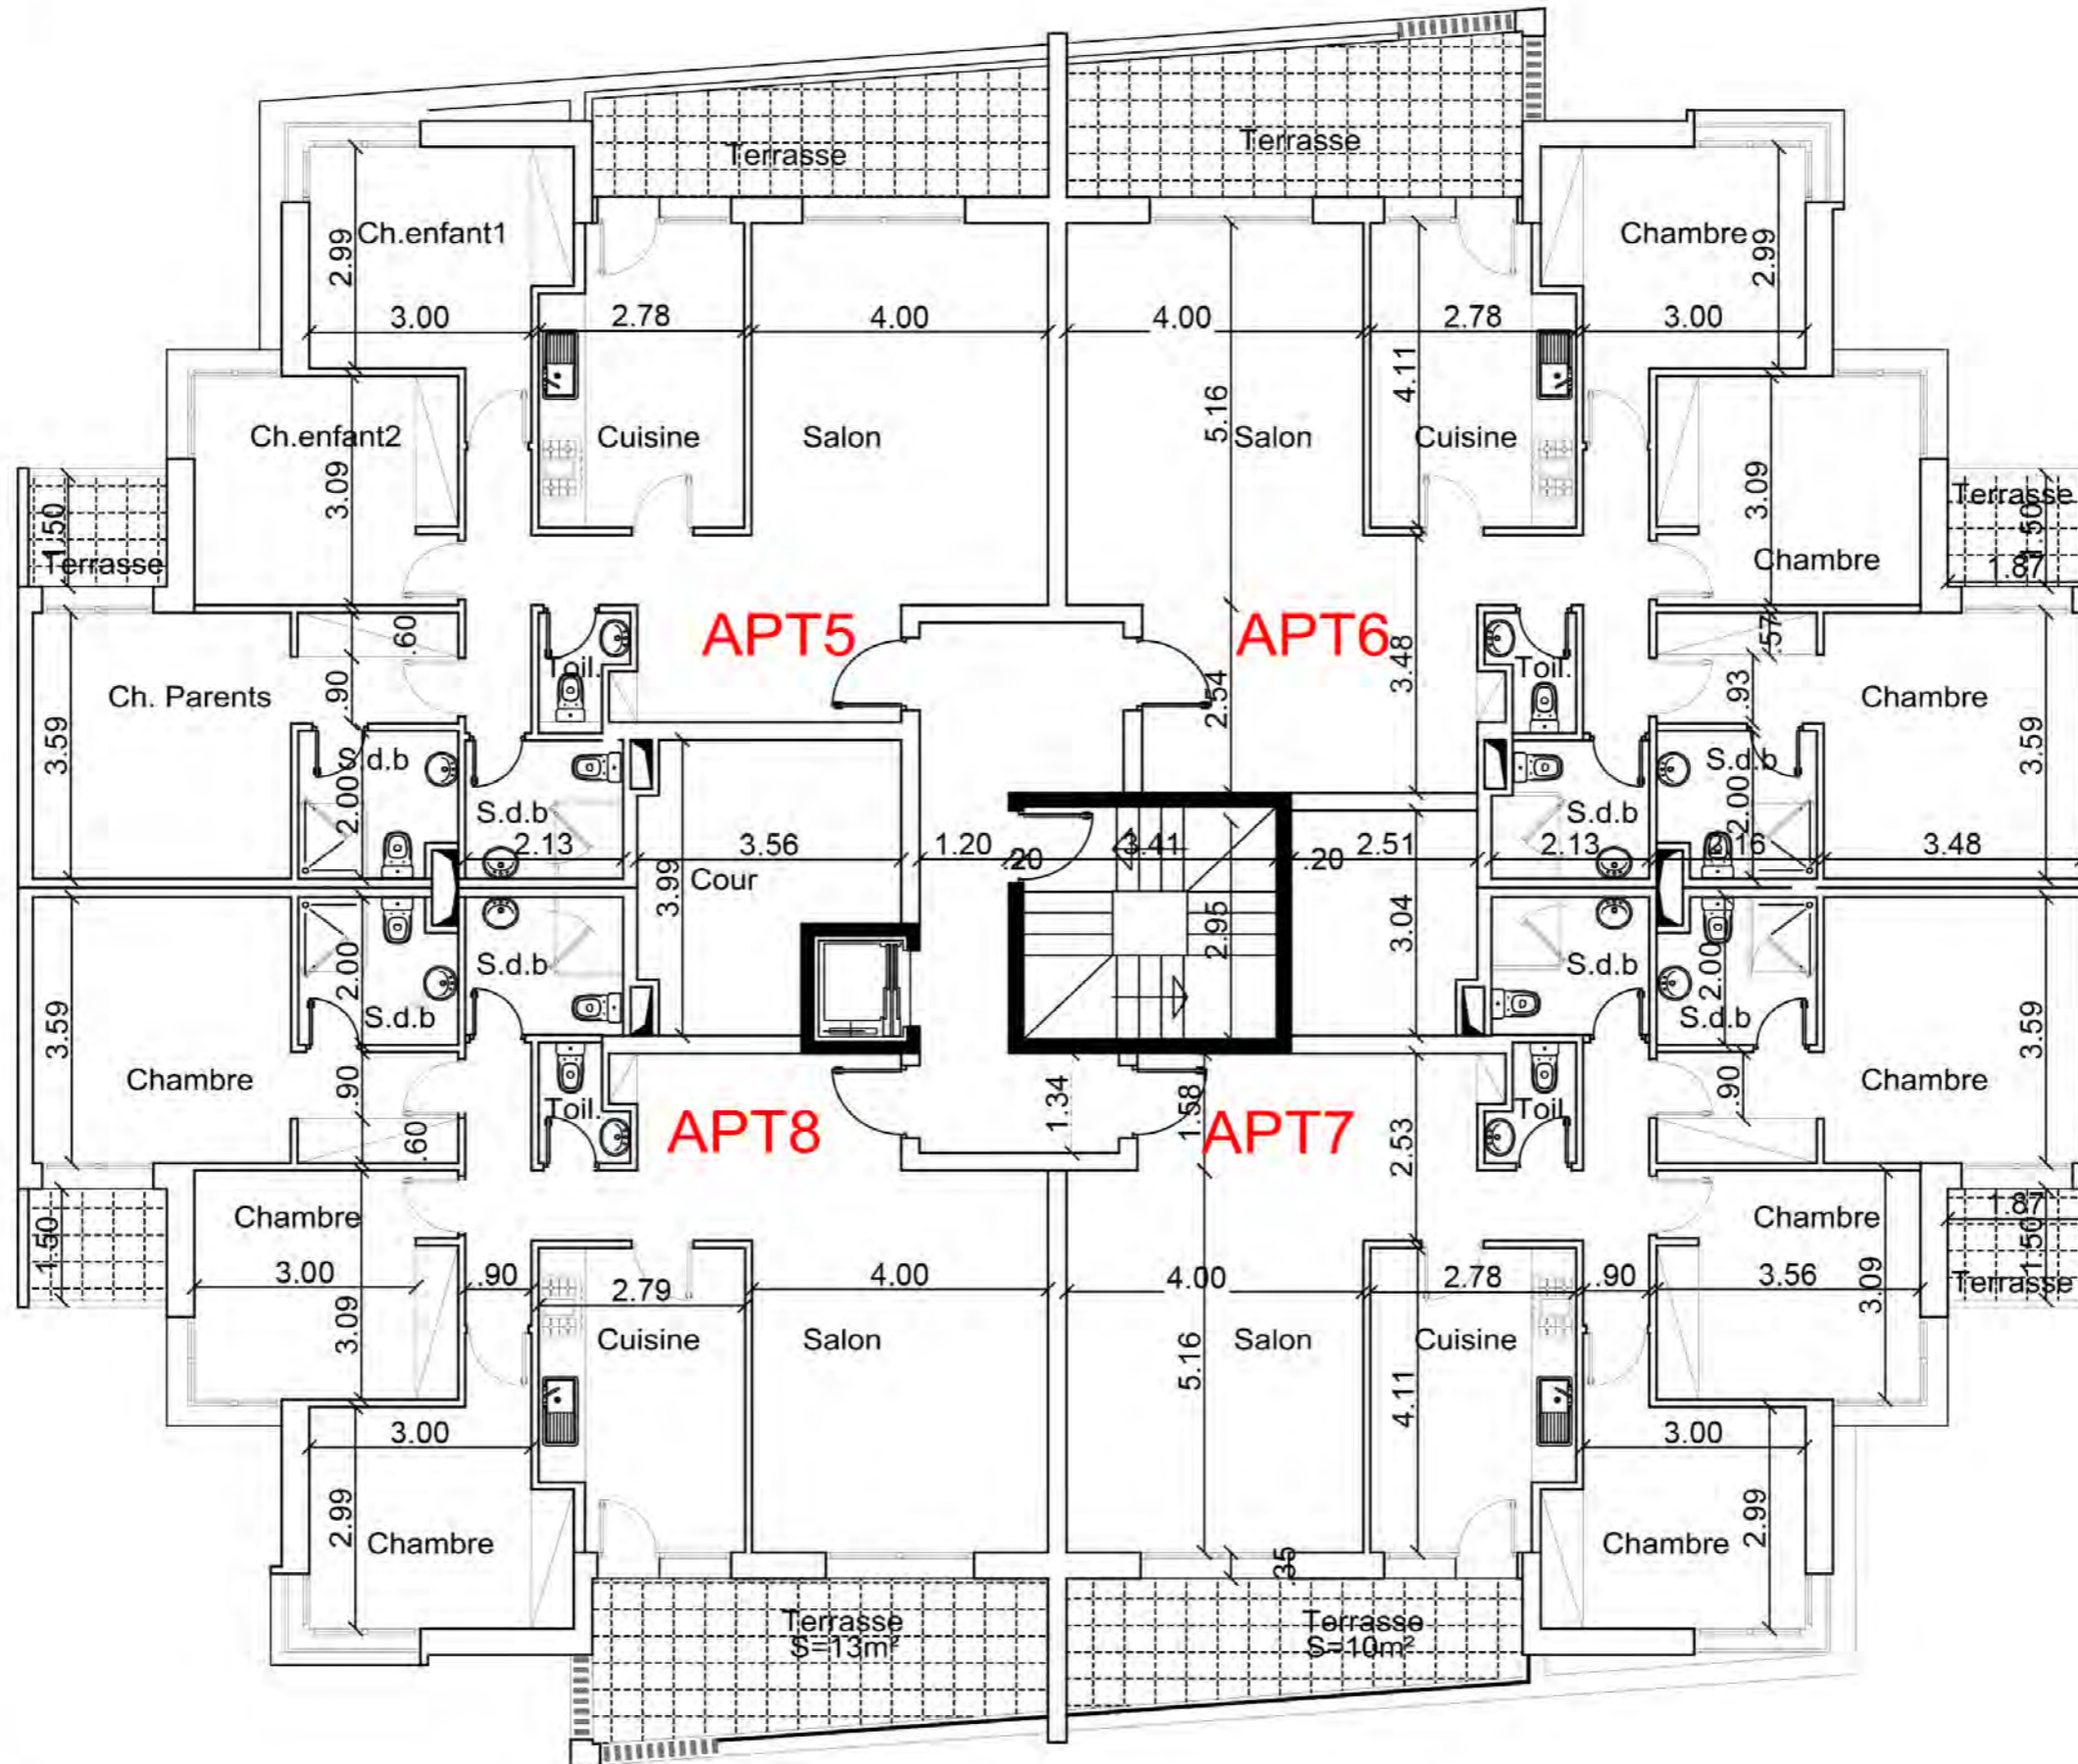 Terrasse
Terrasse
Ch.enfant1
Chambre
2.99
2.99
3.00
2.78
4.00
4.00
2.78
3.00
4.11
5.16
Ch.enfant2
Cuisine
Salon
Salon
Cuisine
3.09
3.09
Terrasse
1.50
1.50
Terrasse
Chambre
1.87
APT5
APT6
.60
.57
3.48
Toil.
Toil.
Ch. Parents
.90
2.54
.93
Chambre
3.59
S.d.b
S.d.b
3.59
2.00
S.d.b
S.d.b
2.00
2.13
3.56
1.20
.20
3.41
.20
2.51
2.13
2.16
3.48
Cour
3.99
2.95
3.04
S.d.b
S.d.b
2.00
2.00
S.d.b
S.d.b
3.59
3.59
Chambre
.90
Chambre
.90
Toil.
Toil.
1.34
1.58
APT8
APT7
2.53
.60
Chambre
Chambre
1.87
1.50
1.50
3.00
.90
2.79
4.00
4.00
2.78
.90
3.56
3.09
Terrasse
3.09
Cuisine
Salon
Salon
Cuisine
5.16
4.11
3.00
3.00
2.99
2.99
Chambre
Chambre
.35
Terrasse
S=13m²
Terrasse
S=10m²